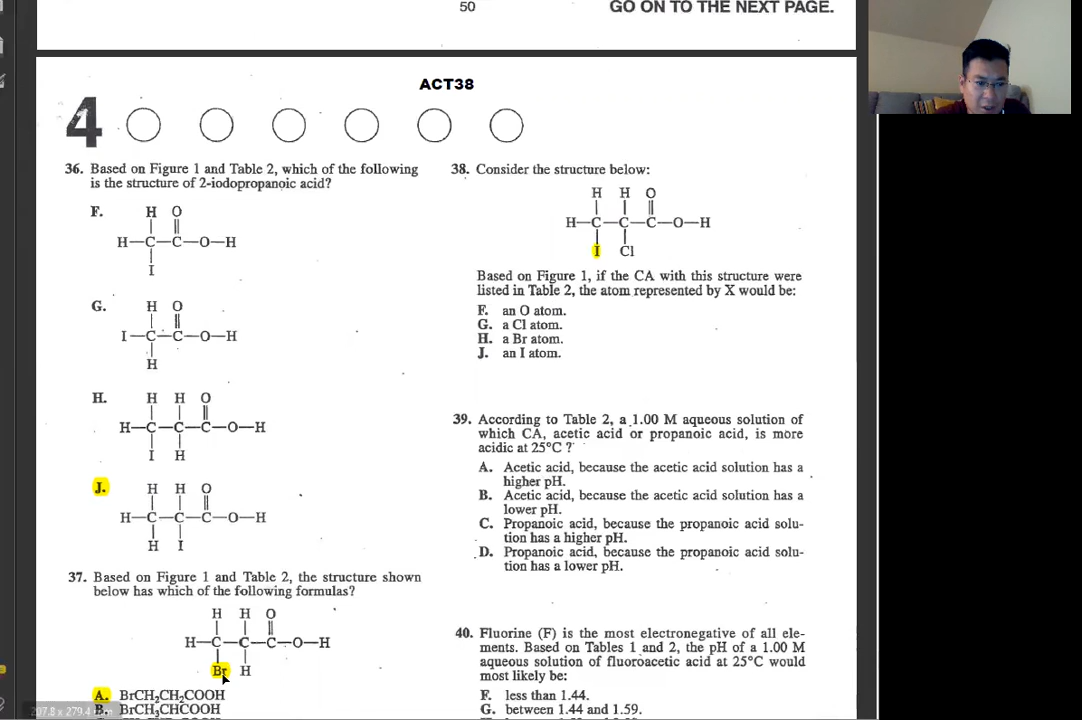 50
GO ON TO THE NEXT PAGE.
ACT38
4
36. Based on Figure 1 and Table 2, which of the following
is the structure of 2-iodopropanoic acid?
F.
H O
H—C—C—O—H
I
G.
H O
I—C—C—O—H
H
H.
H H O
H—C—C—C—O—H
I H
J.
H H O
H—C—C—C—O—H
H I
37. Based on Figure 1 and Table 2, the structure shown
below has which of the following formulas?
H H O
H—C—C—C—O—H
Br H
A. BrCH₂CH₂COOH
B. BrCH₃CHCOOH
207.8 x 279.4
38. Consider the structure below:
H H O
H—C—C—C—O—H
I Cl
Based on Figure 1, if the CA with this structure were
listed in Table 2, the atom represented by X would be:
F. an O atom.
G. a Cl atom.
H. a Br atom.
J. an I atom.
39. According to Table 2, a 1.00 M aqueous solution of
which CA, acetic acid or propanoic acid, is more
acidic at 25°C ?
A. Acetic acid, because the acetic acid solution has a
higher pH.
B. Acetic acid, because the acetic acid solution has a
lower pH.
C. Propanoic acid, because the propanoic acid solu-
tion has a higher pH.
D. Propanoic acid, because the propanoic acid solu-
tion has a lower pH.
40. Fluorine (F) is the most electronegative of all ele-
ments. Based on Tables 1 and 2, the pH of a 1.00 M
aqueous solution of fluoroacetic acid at 25°C would
most likely be:
F. less than 1.44.
G. between 1.44 and 1.59.